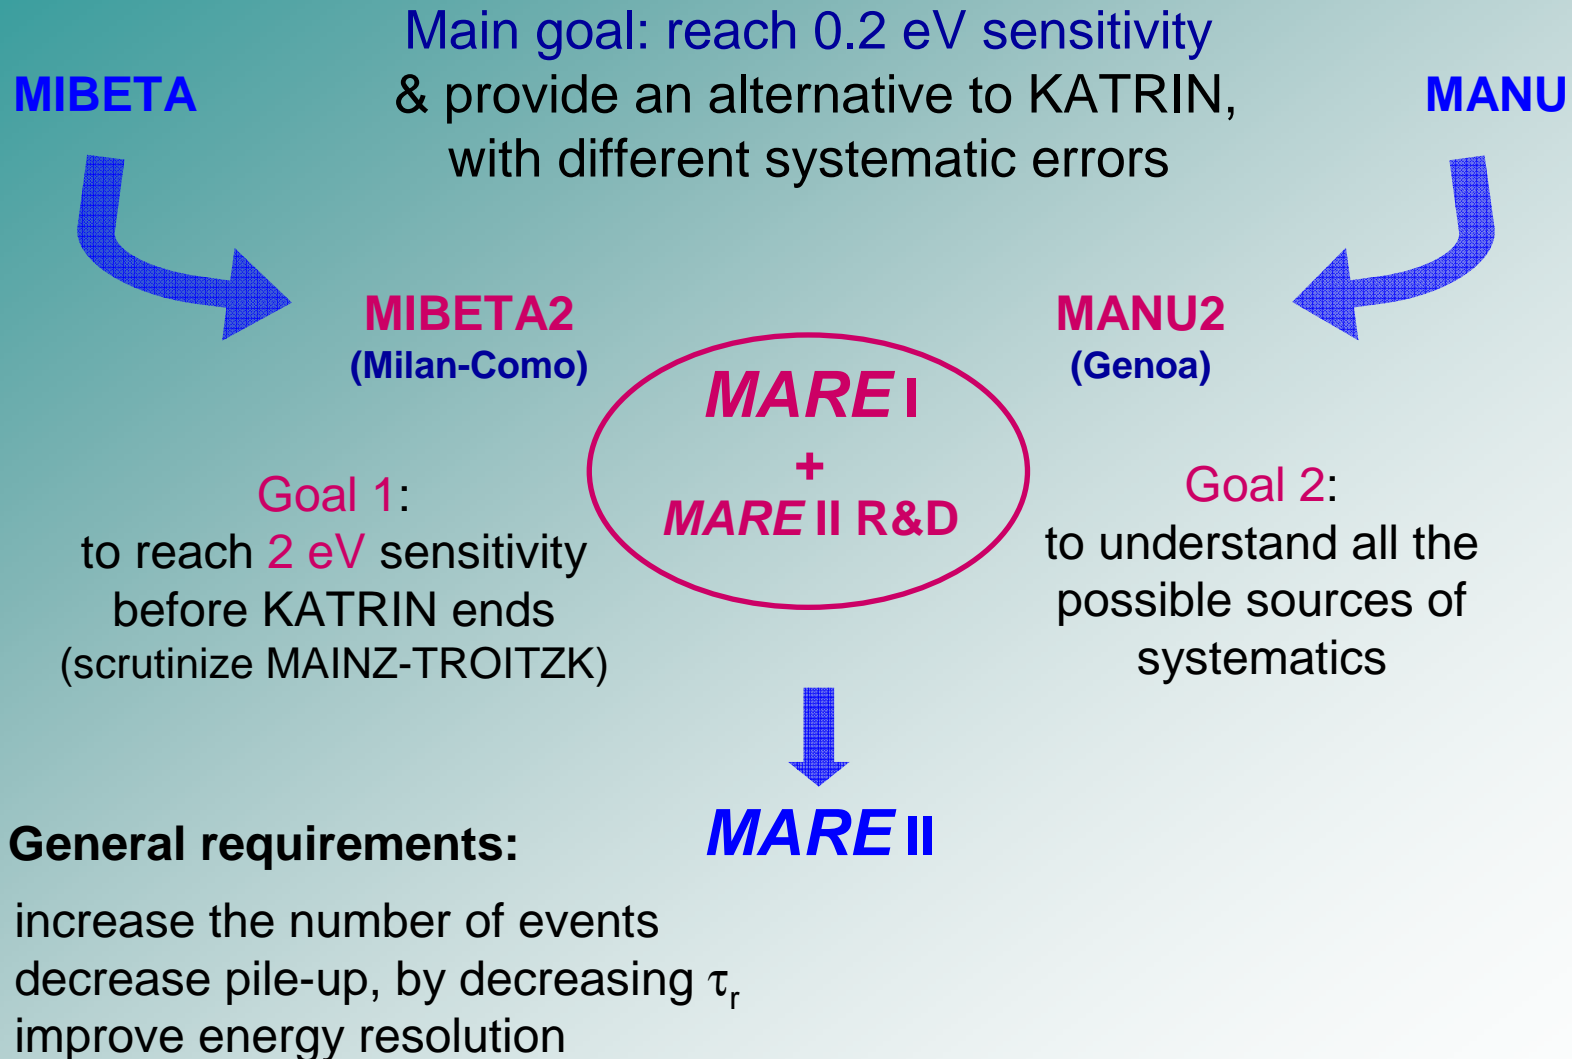 Main goal: reach 0.2 eV sensitivity
& provide an alternative to KATRIN,
with different systematic errors
MIBETA
MANU
MIBETA2
(Milan-Como)
MANU2
(Genoa)
MARE I
+
MARE II R&D
Goal 1:
to reach 2 eV sensitivity
before KATRIN ends
(scrutinize MAINZ-TROITZK)
Goal 2:
to understand all the
possible sources of
systematics
MARE II
General requirements:
increase the number of events
decrease pile-up, by decreasing τr
improve energy resolution